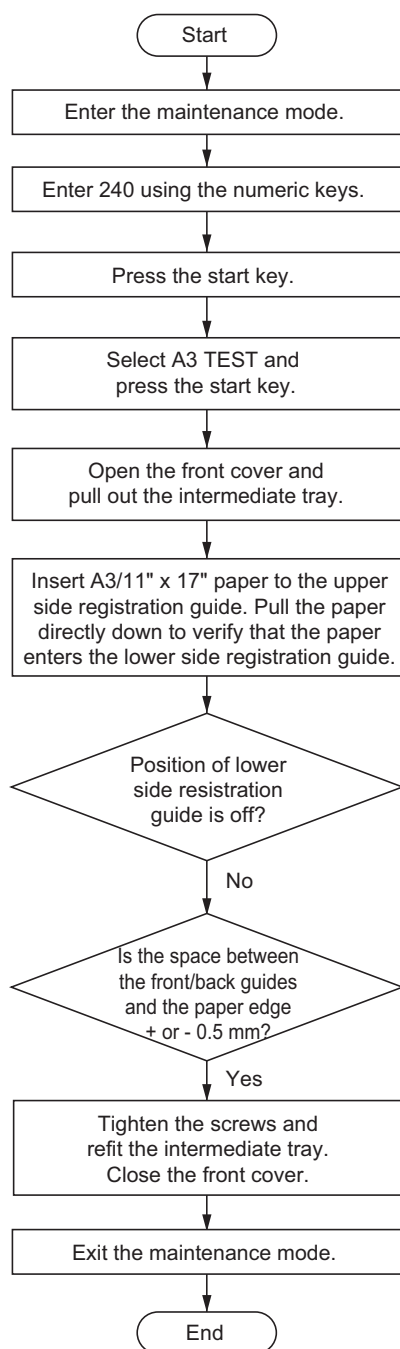 Start
Enter the maintenance mode.
Enter 240 using the numeric keys.
Press the start key.
Select A3 TEST and
press the start key.
Open the front cover and
pull out the intermediate tray.
Insert A3/11" x 17" paper to the upper
side registration guide. Pull the paper
directly down to verify that the paper
enters the lower side registration guide.
Position of lower
side resistration
guide is off?
No
Is the space between
the front/back guides
and the paper edge
+ or - 0.5 mm?
Yes
Tighten the screws and
refit the intermediate tray.
Close the front cover.
Exit the maintenance mode.
End